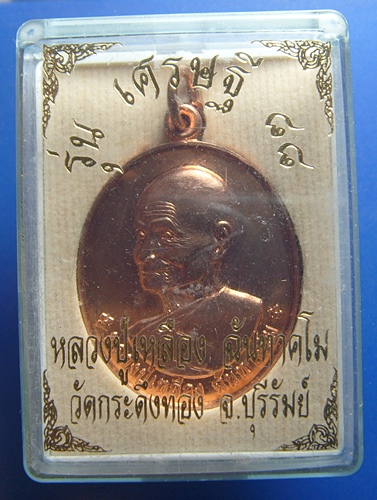 รุ่น เศรษฐี ๖๖
หลวงปู่เหลือง ฉันทาคโม
วัดกระดึงทอง จ.บุรีรัมย์